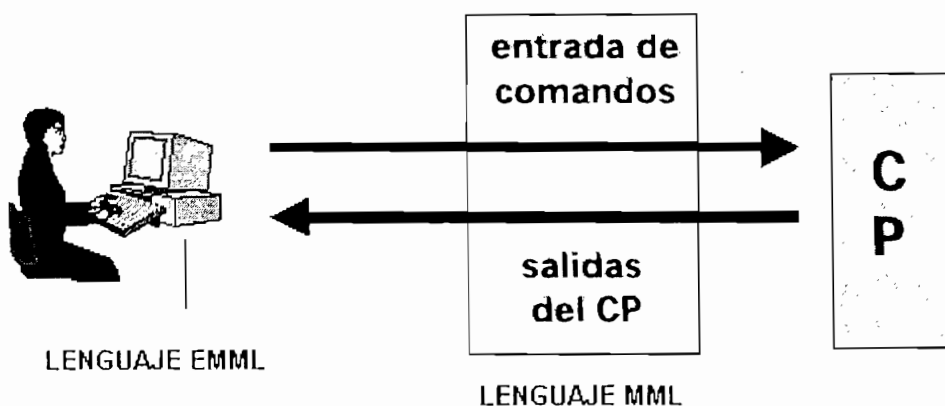 entrada de
comandos
C
P
salidas
del CP
LENGUAJE EMML
LENGUAJE MML